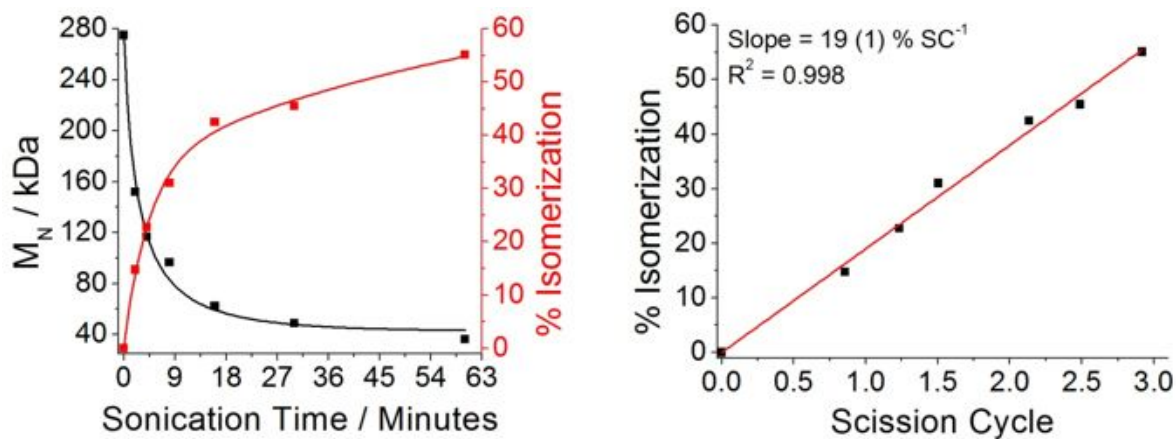 280
240
200
160
120
80
40
M_N / kDa
0 9 18 27 36 45 54 63
Sonication Time / Minutes
60
50
40
30
20
10
0
% Isomerization
60
50
40
30
20
10
0
% Isomerization
Slope = 19 (1) % SC⁻¹
R² = 0.998
0.0 0.5 1.0 1.5 2.0 2.5 3.0
Scission Cycle